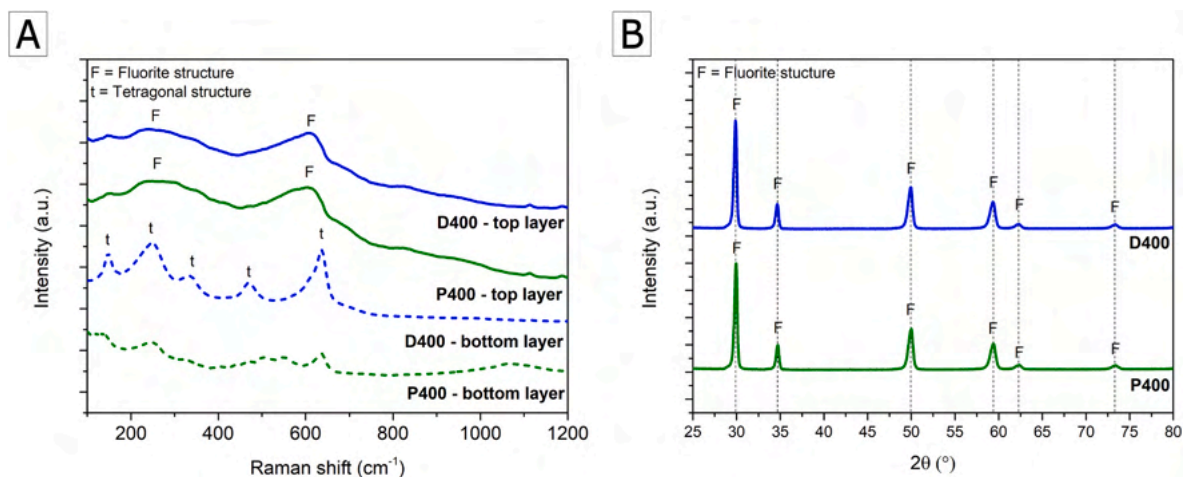 A
F = Fluorite structure
t = Tetragonal structure
F
F
F
F
D400 - top layer
t
t
t
t
t
P400 - top layer
D400 - bottom layer
P400 - bottom layer
Intensity (a.u.)
200 400 600 800 1000 1200
Raman shift (cm⁻¹)
B
F = Fluorite stucture
F
F
F
F
F
F
D400
F
F
F
F
F
F
P400
Intensity (a.u.)
25 30 35 40 45 50 55 60 65 70 75 80
2θ (°)